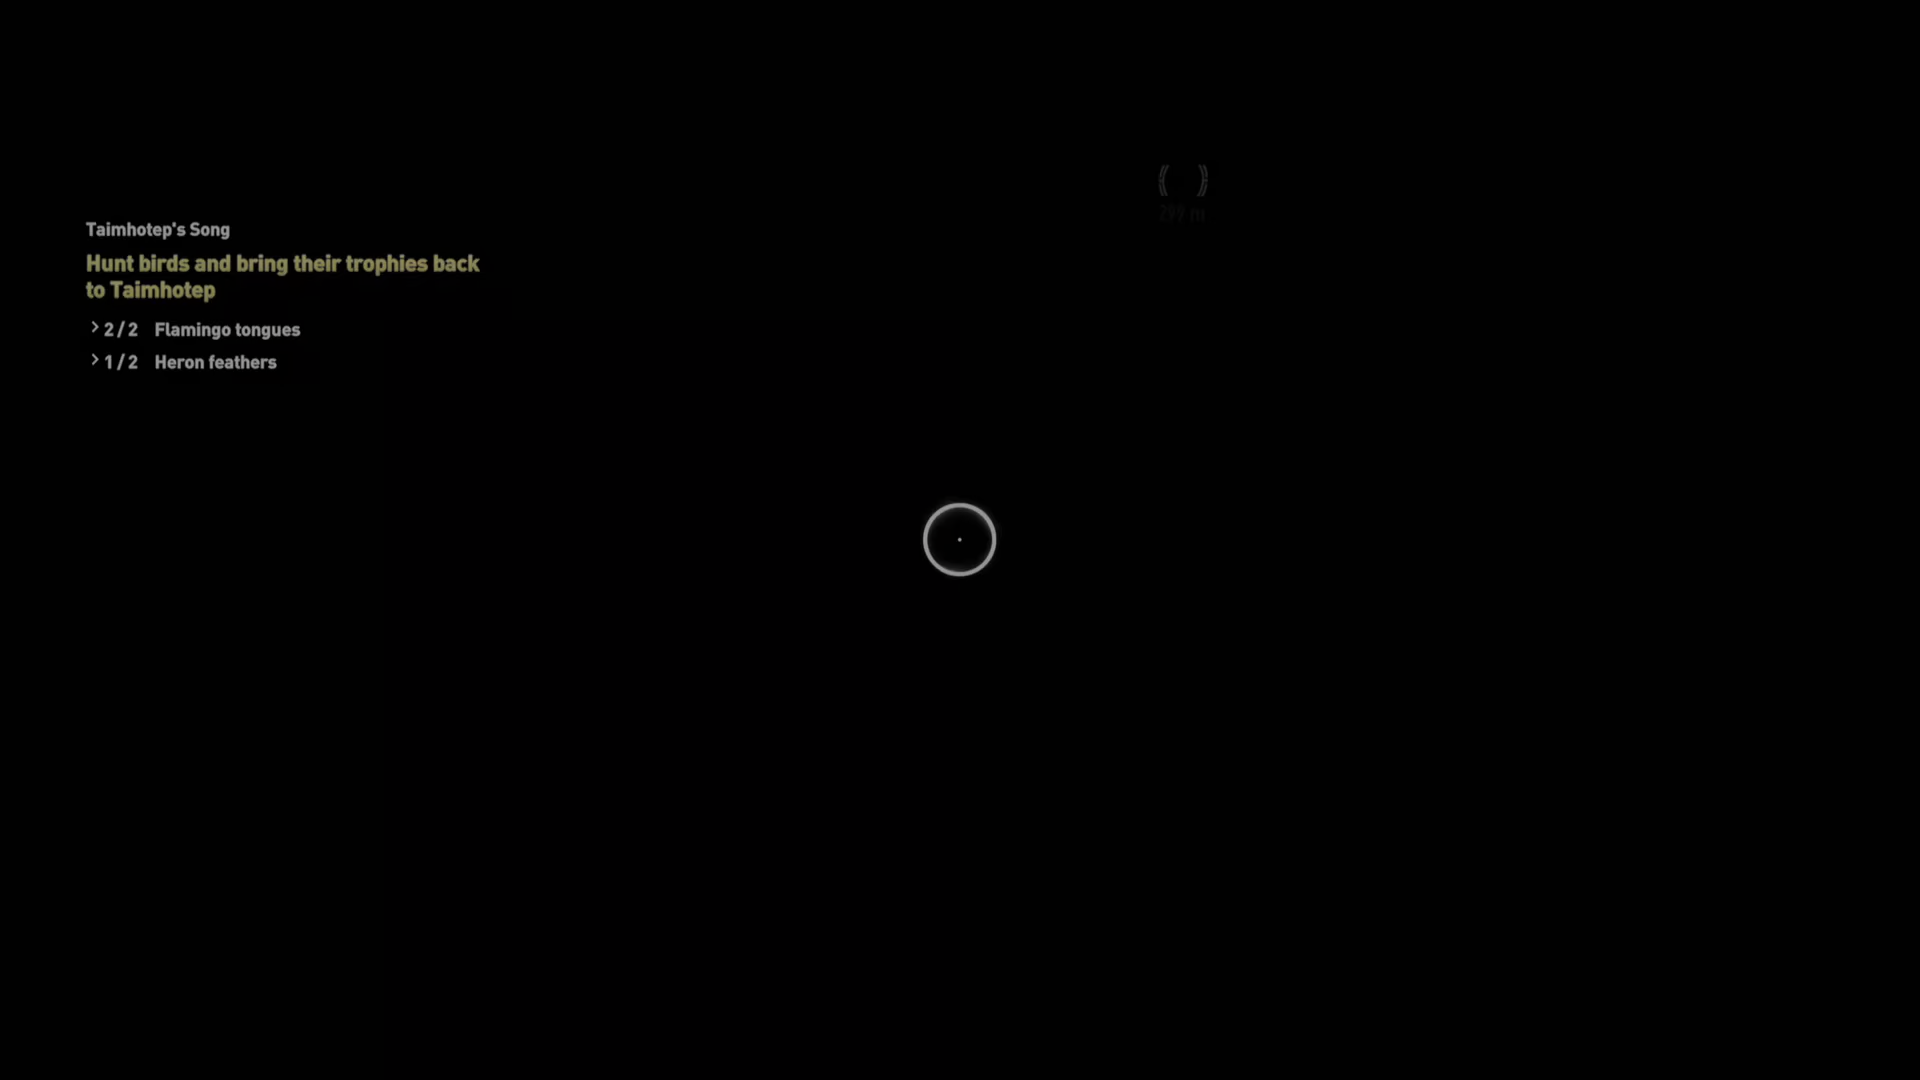 Taimhotep's Song
Hunt birds and bring their trophies back
to Taimhotep
> 2/2 Flamingo tongues
> 1/2 Heron feathers